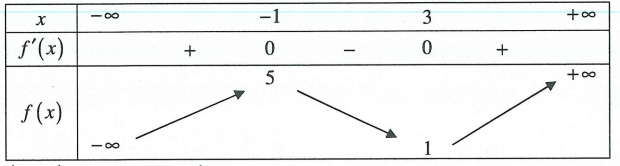 x −∞ −1 3 +∞
f′(x) + 0 − 0 +
5 +∞
f(x)
−∞ 1